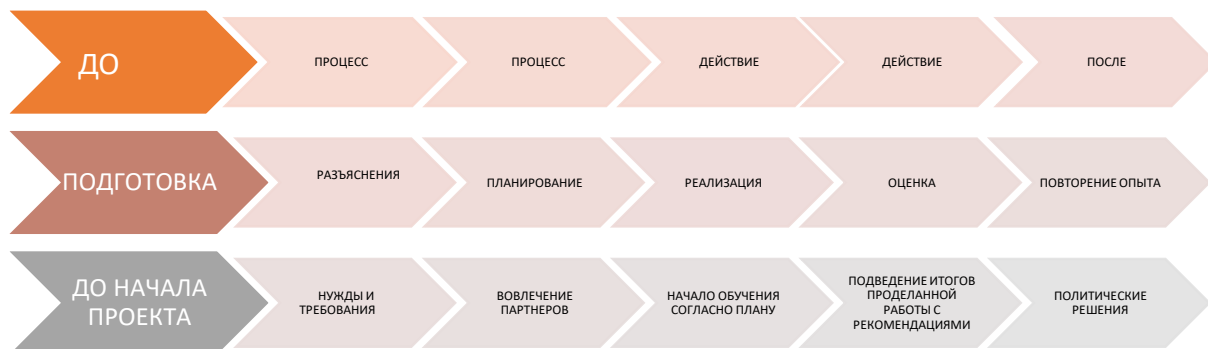 ДО
ПРОЦЕСС
ПРОЦЕСС
ДЕЙСТВИЕ
ДЕЙСТВИЕ
ПОСЛЕ
ПОДГОТОВКА
РАЗЪЯСНЕНИЯ
ПЛАНИРОВАНИЕ
РЕАЛИЗАЦИЯ
ОЦЕНКА
ПОВТОРЕНИЕ ОПЫТА
ДО НАЧАЛА
ПРОЕКТА
НУЖДЫ И
ТРЕБОВАНИЯ
ВОВЛЕЧЕНИЕ
ПАРТНЕРОВ
НАЧАЛО ОБУЧЕНИЯ
СОГЛАСНО ПЛАНУ
ПОДВЕДЕНИЕ ИТОГОВ
ПРОДЕЛАННОЙ
РАБОТЫ С
РЕКОМЕНДАЦИЯМИ
ПОЛИТИЧЕСКИЕ
РЕШЕНИЯ